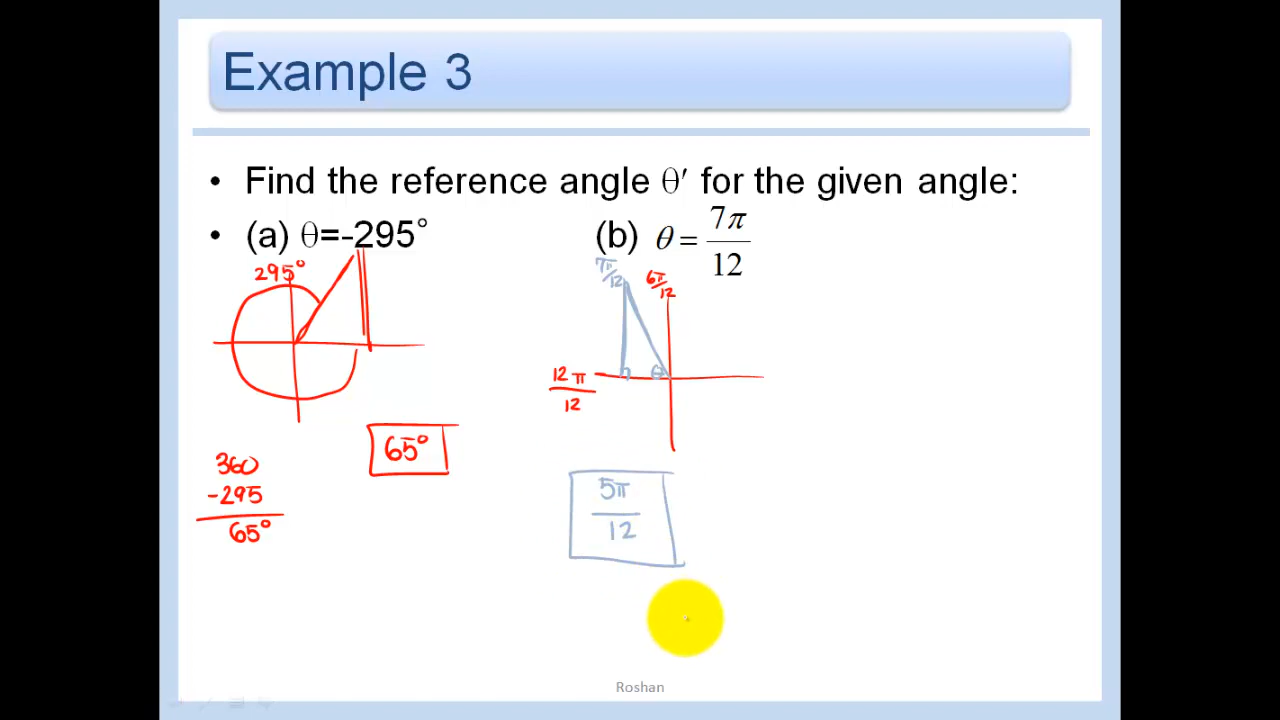 Example 3
• Find the reference angle θ′ for the given angle:
• (a) θ=-295° (b) θ = 7π/12
295°
360
-295
65°
65°
7π/12
6π/12
12π/12
θ
5π/12
Roshan